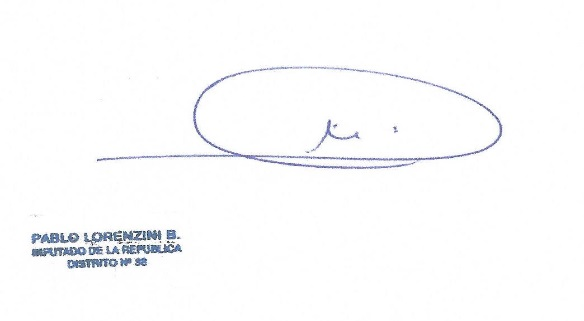 PABLO LORENZINI B.
DIPUTADO DE LA REPUBLICA
DISTRITO Nº 38